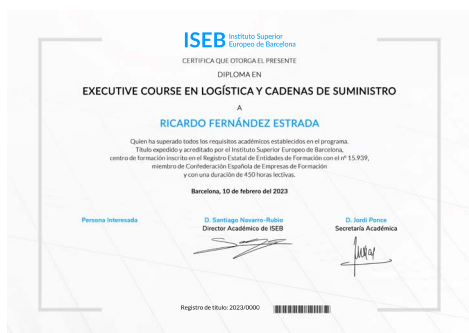 ISEB Instituto Superior
Europeo de Barcelona
CERTIFICA QUE OTORGA EL PRESENTE
DIPLOMA EN
EXECUTIVE COURSE EN LOGÍSTICA Y CADENAS DE SUMINISTRO
A
RICARDO FERNÁNDEZ ESTRADA
Quien ha superado todos los requisitos académicos establecidos en el programa.
Título expedido y acreditado por el Instituto Superior Europeo de Barcelona,
centro de formación inscrito en el Registro Estatal de Entidades de Formación con el nº 15.939,
miembro de Confederación Española de Empresas de Formación
y con una duración de 450 horas lectivas.
Barcelona, 10 de febrero del 2023
Persona Interesada
D. Santiago Navarro-Rubio
Director Académico de ISEB
D. Jordi Ponce
Secretaría Académica
Registro de título: 2023/0000